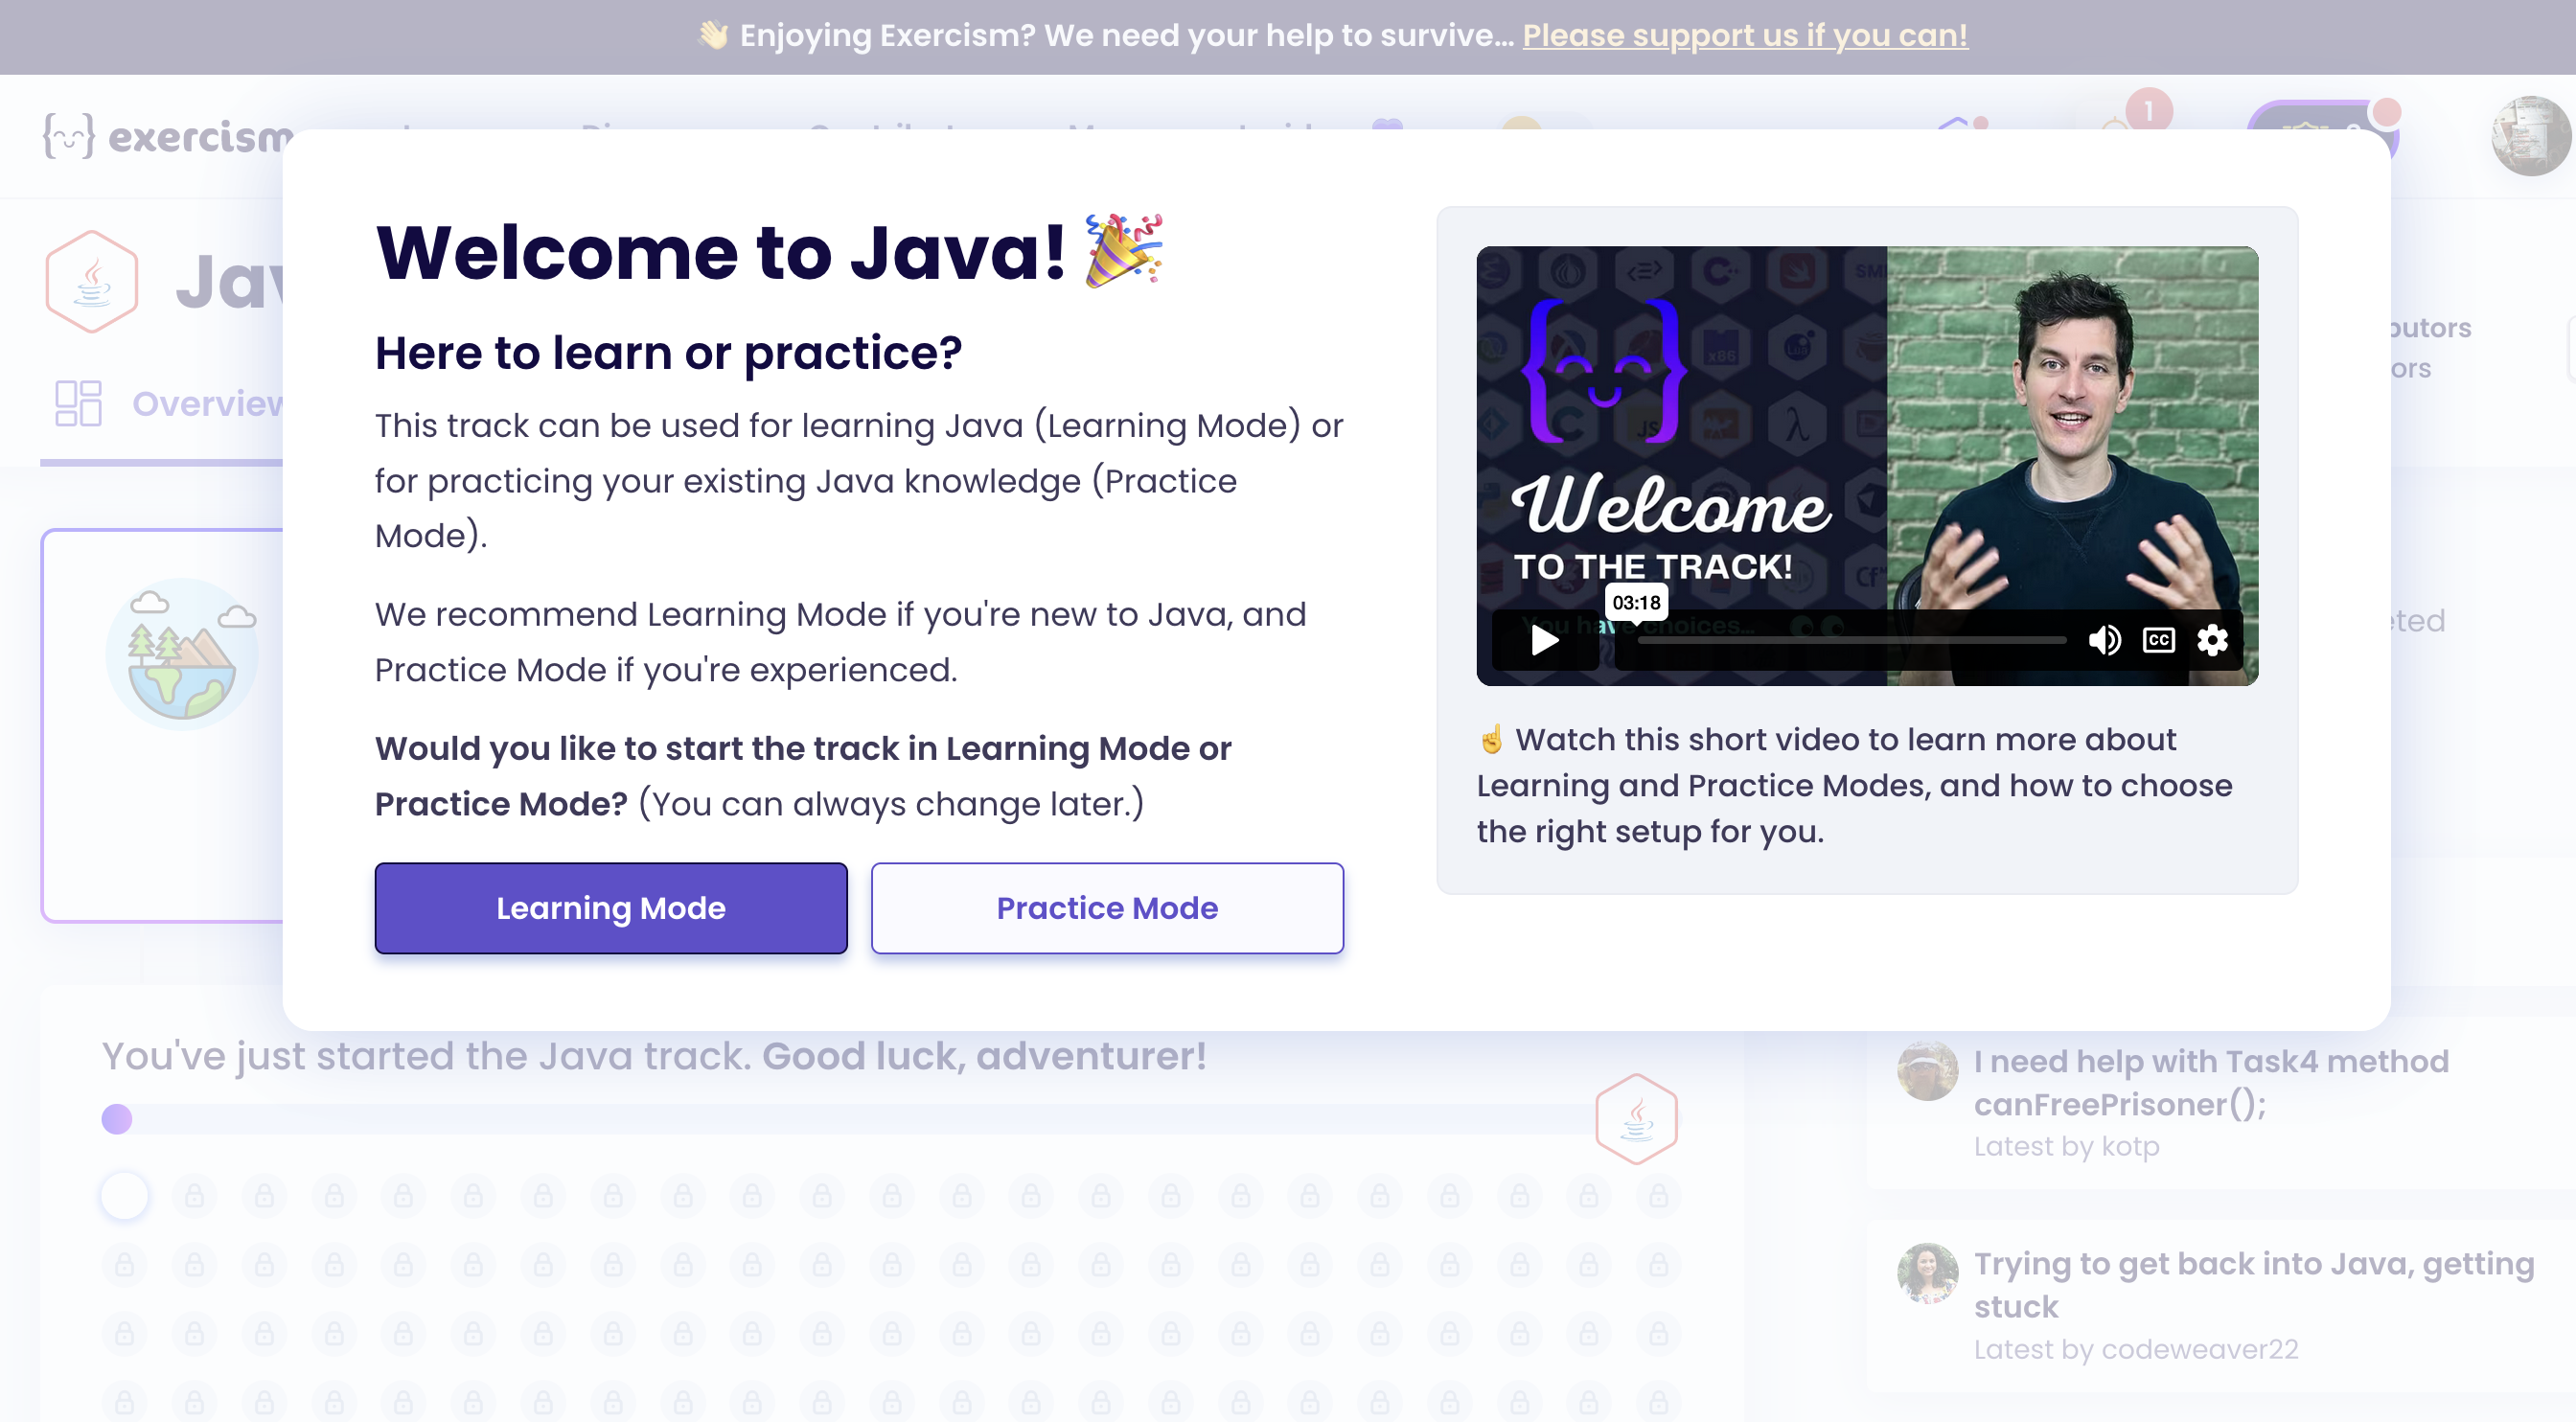 👋 Enjoying Exercism? We need your help to survive... Please support us if you can!
exercism
1
Welcome to Java! 🎉
Here to learn or practice?
This track can be used for learning Java (Learning Mode) or
for practicing your existing Java knowledge (Practice
Mode).
We recommend Learning Mode if you're new to Java, and
Practice Mode if you're experienced.
Would you like to start the track in Learning Mode or
Practice Mode? (You can always change later.)
Learning Mode
Practice Mode
Welcome
TO THE TRACK!
You have choices...
03:18
CC
☝️ Watch this short video to learn more about
Learning and Practice Modes, and how to choose
the right setup for you.
Overview
You've just started the Java track. Good luck, adventurer!
I need help with Task4 method
canFreePrisoner();
Latest by kotp
Trying to get back into Java, getting
stuck
Latest by codeweaver22